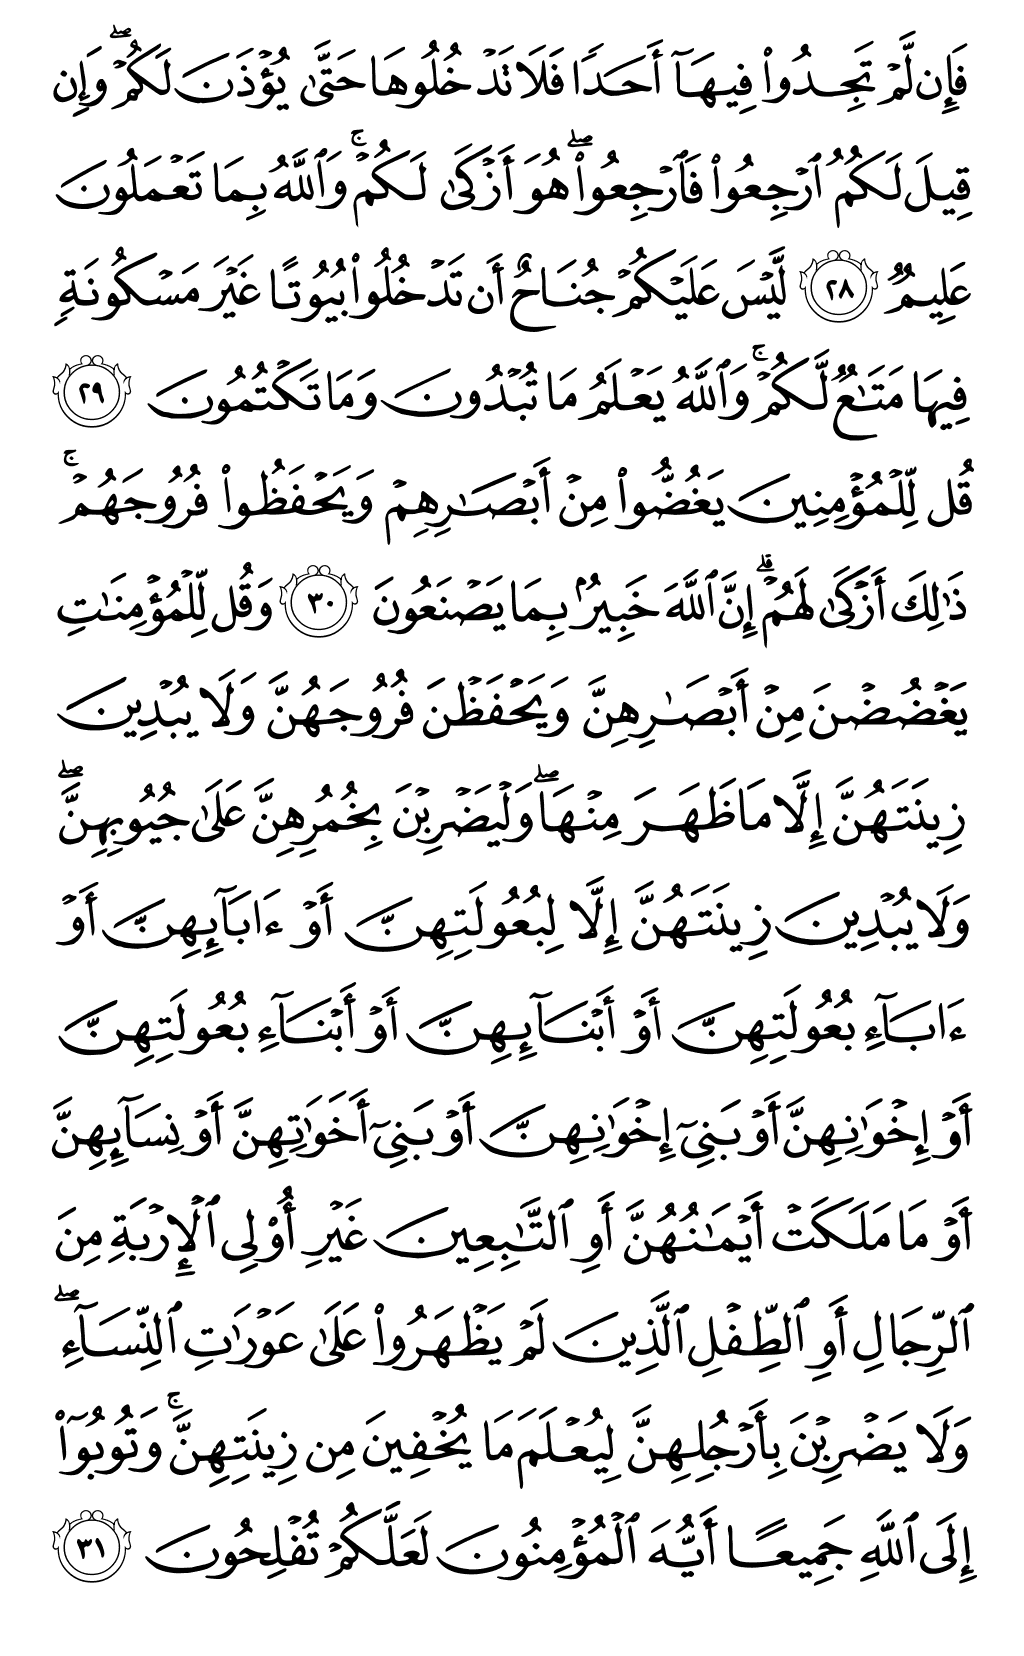 فَإِن لَّمْ تَجِدُوا۟ فِيهَآ أَحَدًا فَلَا تَدْخُلُوهَا حَتَّىٰ يُؤْذَنَ لَكُمْ ۖ وَإِن
قِيلَ لَكُمُ ٱرْجِعُوا۟ فَٱرْجِعُوا۟ ۖ هُوَ أَزْكَىٰ لَكُمْ ۚ وَٱللَّهُ بِمَا تَعْمَلُونَ
عَلِيمٌ ٢٨ لَّيْسَ عَلَيْكُمْ جُنَاحٌ أَن تَدْخُلُوا۟ بُيُوتًا غَيْرَ مَسْكُونَةٍ
فِيهَا مَتَـٰعٌ لَّكُمْ ۚ وَٱللَّهُ يَعْلَمُ مَا تُبْدُونَ وَمَا تَكْتُمُونَ ٢٩
قُل لِّلْمُؤْمِنِينَ يَغُضُّوا۟ مِنْ أَبْصَـٰرِهِمْ وَيَحْفَظُوا۟ فُرُوجَهُمْ ۚ
ذَٰلِكَ أَزْكَىٰ لَهُمْ ۗ إِنَّ ٱللَّهَ خَبِيرٌۢ بِمَا يَصْنَعُونَ ٣٠ وَقُل لِّلْمُؤْمِنَـٰتِ
يَغْضُضْنَ مِنْ أَبْصَـٰرِهِنَّ وَيَحْفَظْنَ فُرُوجَهُنَّ وَلَا يُبْدِينَ
زِينَتَهُنَّ إِلَّا مَا ظَهَرَ مِنْهَا ۖ وَلْيَضْرِبْنَ بِخُمُرِهِنَّ عَلَىٰ جُيُوبِهِنَّ ۖ
وَلَا يُبْدِينَ زِينَتَهُنَّ إِلَّا لِبُعُولَتِهِنَّ أَوْ ءَابَآئِهِنَّ أَوْ
ءَابَآءِ بُعُولَتِهِنَّ أَوْ أَبْنَآئِهِنَّ أَوْ أَبْنَآءِ بُعُولَتِهِنَّ
أَوْ إِخْوَٰنِهِنَّ أَوْ بَنِىٓ إِخْوَٰنِهِنَّ أَوْ بَنِىٓ أَخَوَٰتِهِنَّ أَوْ نِسَآئِهِنَّ
أَوْ مَا مَلَكَتْ أَيْمَـٰنُهُنَّ أَوِ ٱلتَّـٰبِعِينَ غَيْرِ أُو۟لِى ٱلْإِرْبَةِ مِنَ
ٱلرِّجَالِ أَوِ ٱلطِّفْلِ ٱلَّذِينَ لَمْ يَظْهَرُوا۟ عَلَىٰ عَوْرَٰتِ ٱلنِّسَآءِ ۖ
وَلَا يَضْرِبْنَ بِأَرْجُلِهِنَّ لِيُعْلَمَ مَا يُخْفِينَ مِن زِينَتِهِنَّ ۚ وَتُوبُوٓا۟
إِلَى ٱللَّهِ جَمِيعًا أَيُّهَ ٱلْمُؤْمِنُونَ لَعَلَّكُمْ تُفْلِحُونَ ٣١